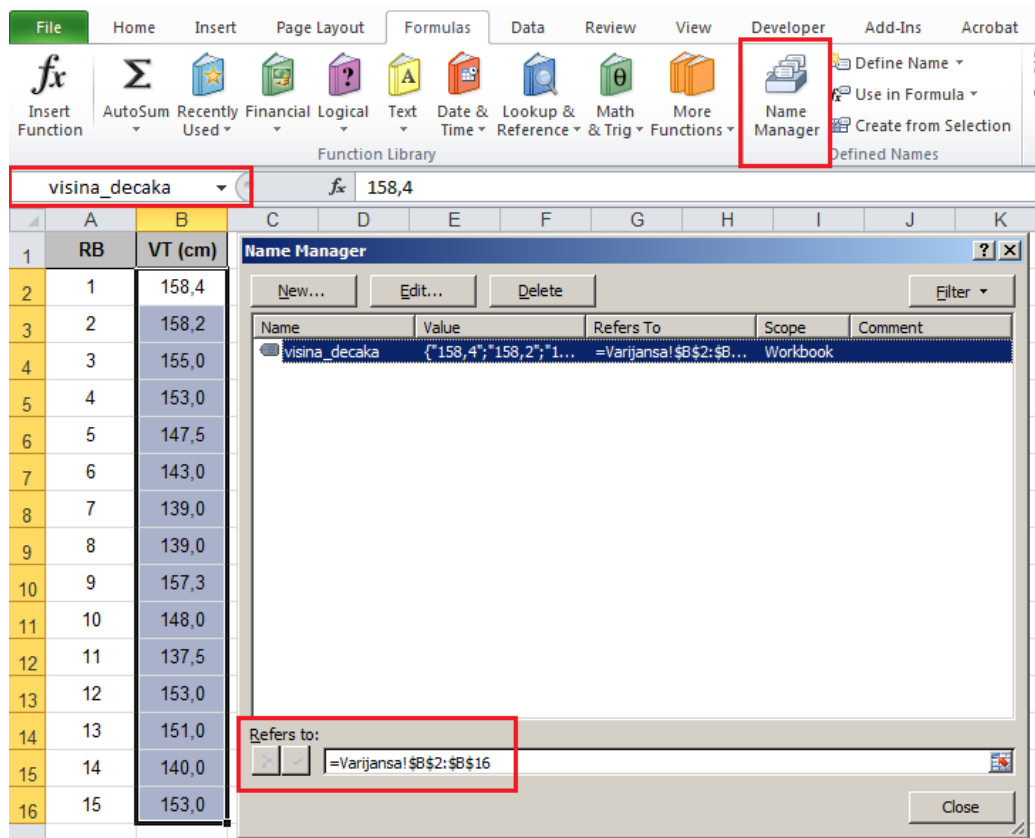 File Home Insert Page Layout Formulas Data Review View Developer Add-Ins Acrobat
fx Σ ? A θ
Insert Function AutoSum Recently Used Financial Logical Text Date & Time Lookup & Reference Math & Trig More Functions
Function Library
Name Manager
Define Name
Use in Formula
Create from Selection
Defined Names
visina_decaka fx 158,4
A B C D E F G H I J K
1 RB VT (cm)
2 1 158,4
3 2 158,2
4 3 155,0
5 4 153,0
6 5 147,5
7 6 143,0
8 7 139,0
9 8 139,0
10 9 157,3
11 10 148,0
12 11 137,5
13 12 153,0
14 13 151,0
15 14 140,0
16 15 153,0
Name Manager ? X
New... Edit... Delete Filter
Name Value Refers To Scope Comment
visina_decaka {"158,4";"158,2";"1... =Varijansa!$B$2:$B... Workbook
Refers to:
=Varijansa!$B$2:$B$16
Close